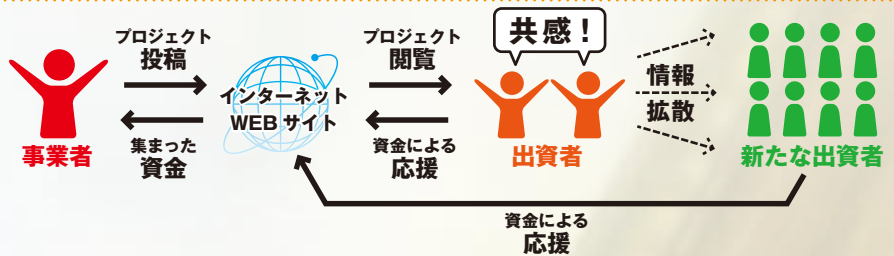 プロジェクト
投稿
集まった
資金
事業者
インターネット
WEBサイト
プロジェクト
閲覧
資金による
応援
共感！
出資者
情報
拡散
新たな出資者
資金による
応援